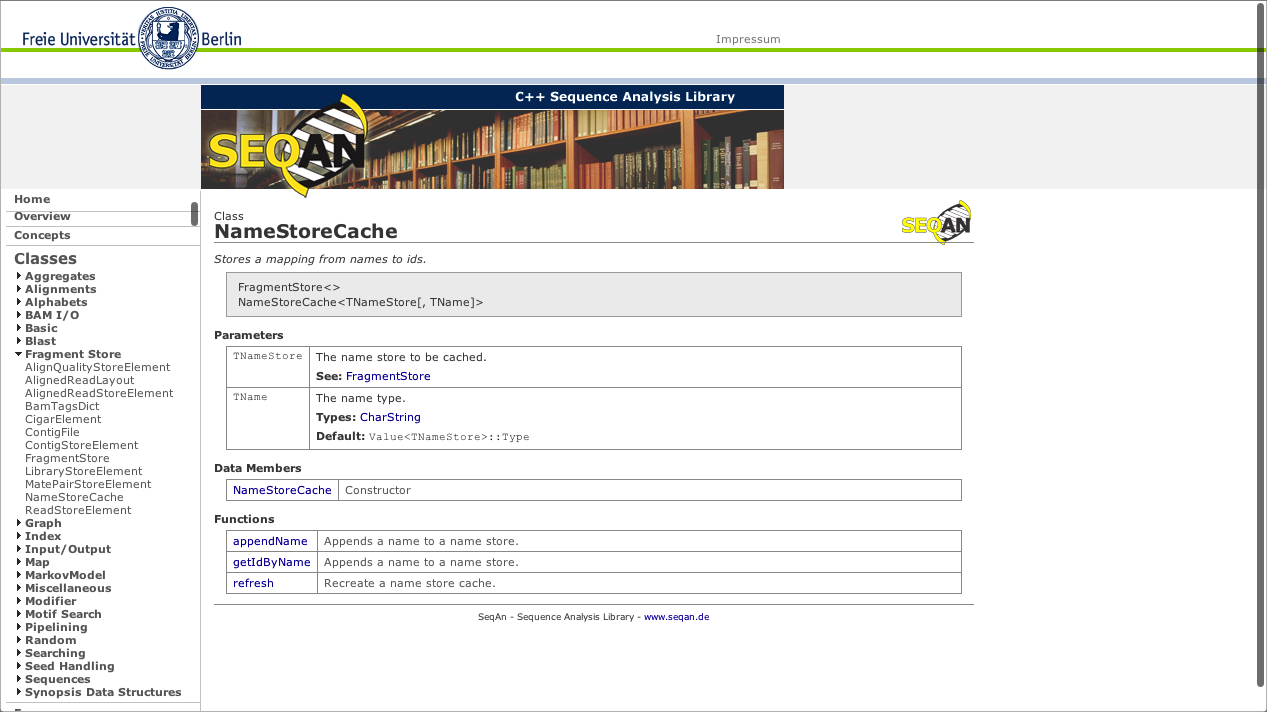 Freie Universität Berlin
Impressum
C++ Sequence Analysis Library
SEQAN
Home
Overview
Concepts
Classes
Aggregates
Alignments
Alphabets
BAM I/O
Basic
Blast
Fragment Store
AlignQualityStoreElement
AlignedReadLayout
AlignedReadStoreElement
BamTagsDict
CigarElement
ContigFile
ContigStoreElement
FragmentStore
LibraryStoreElement
MatePairStoreElement
NameStoreCache
ReadStoreElement
Graph
Index
Input/Output
Map
MarkovModel
Miscellaneous
Modifier
Motif Search
Pipelining
Random
Searching
Seed Handling
Sequences
Synopsis Data Structures
Class
NameStoreCache
SEQAN
Stores a mapping from names to ids.
FragmentStore<>
NameStoreCache<TNameStore[, TName]>
Parameters
TNameStore The name store to be cached.
See: FragmentStore
TName The name type.
Types: CharString
Default: Value<TNameStore>::Type
Data Members
NameStoreCache Constructor
Functions
appendName Appends a name to a name store.
getIdByName Appends a name to a name store.
refresh Recreate a name store cache.
SeqAn - Sequence Analysis Library - www.seqan.de